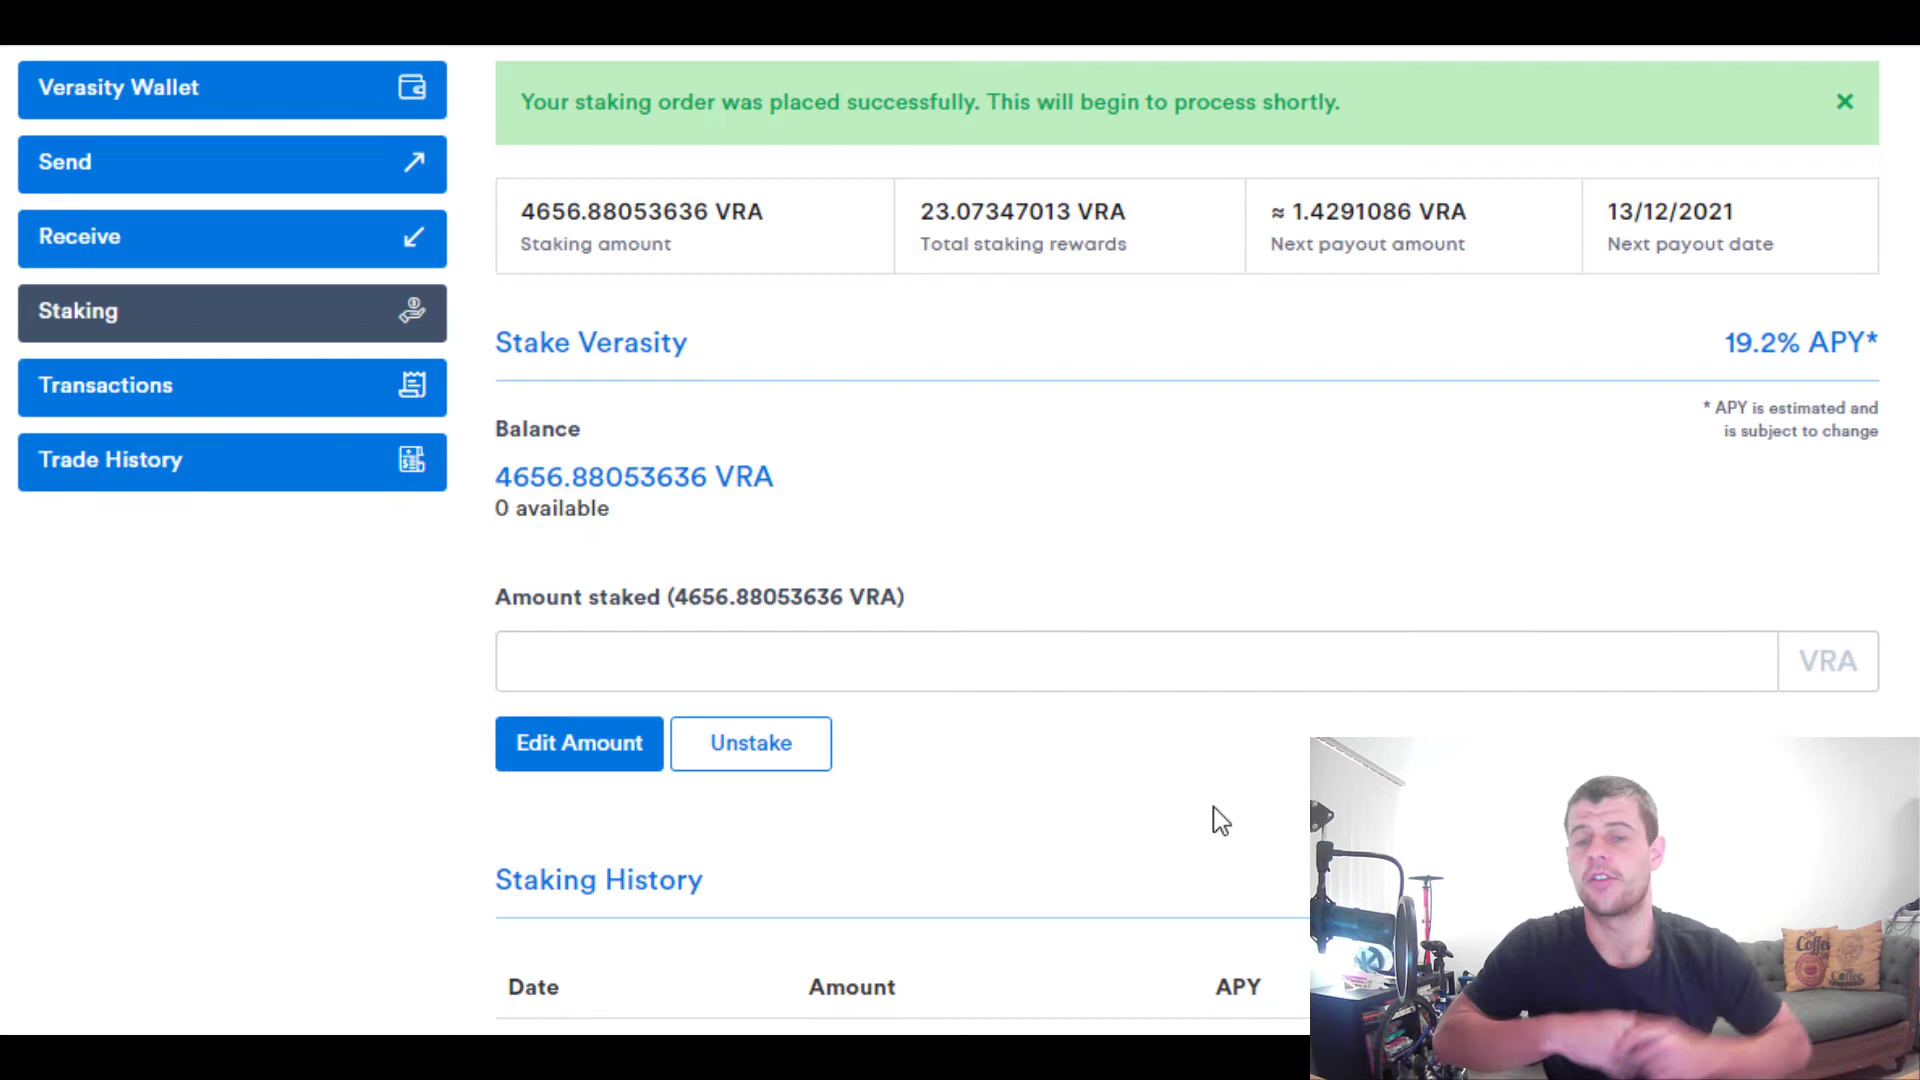 Verasity Wallet
Send
Receive
Staking
Transactions
Trade History
Your staking order was placed successfully. This will begin to process shortly.
4656.88053636 VRA
Staking amount
23.07347013 VRA
Total staking rewards
≈ 1.4291086 VRA
Next payout amount
13/12/2021
Next payout date
Stake Verasity
19.2% APY*
* APY is estimated and
is subject to change
Balance
4656.88053636 VRA
0 available
Amount staked (4656.88053636 VRA)
VRA
Edit Amount
Unstake
Staking History
Date
Amount
APY
Coffee